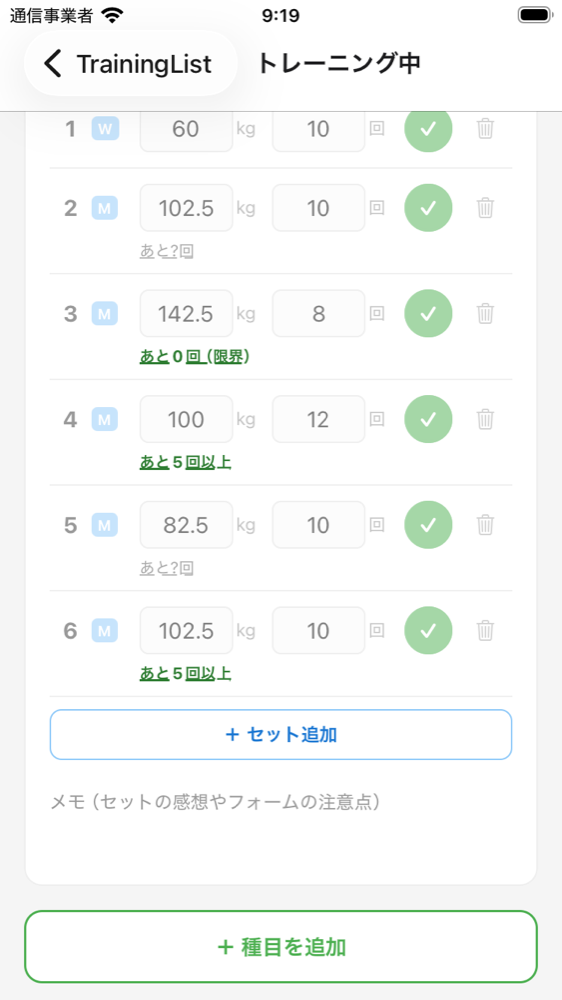 通信事業者 9:19
TrainingList トレーニング中
1 W 60 kg 10 回
2 M 102.5 kg 10 回
あと?回
3 M 142.5 kg 8 回
あと0回（限界）
4 M 100 kg 12 回
あと5回以上
5 M 82.5 kg 10 回
あと?回
6 M 102.5 kg 10 回
あと5回以上
+ セット追加
メモ（セットの感想やフォームの注意点）
+ 種目を追加